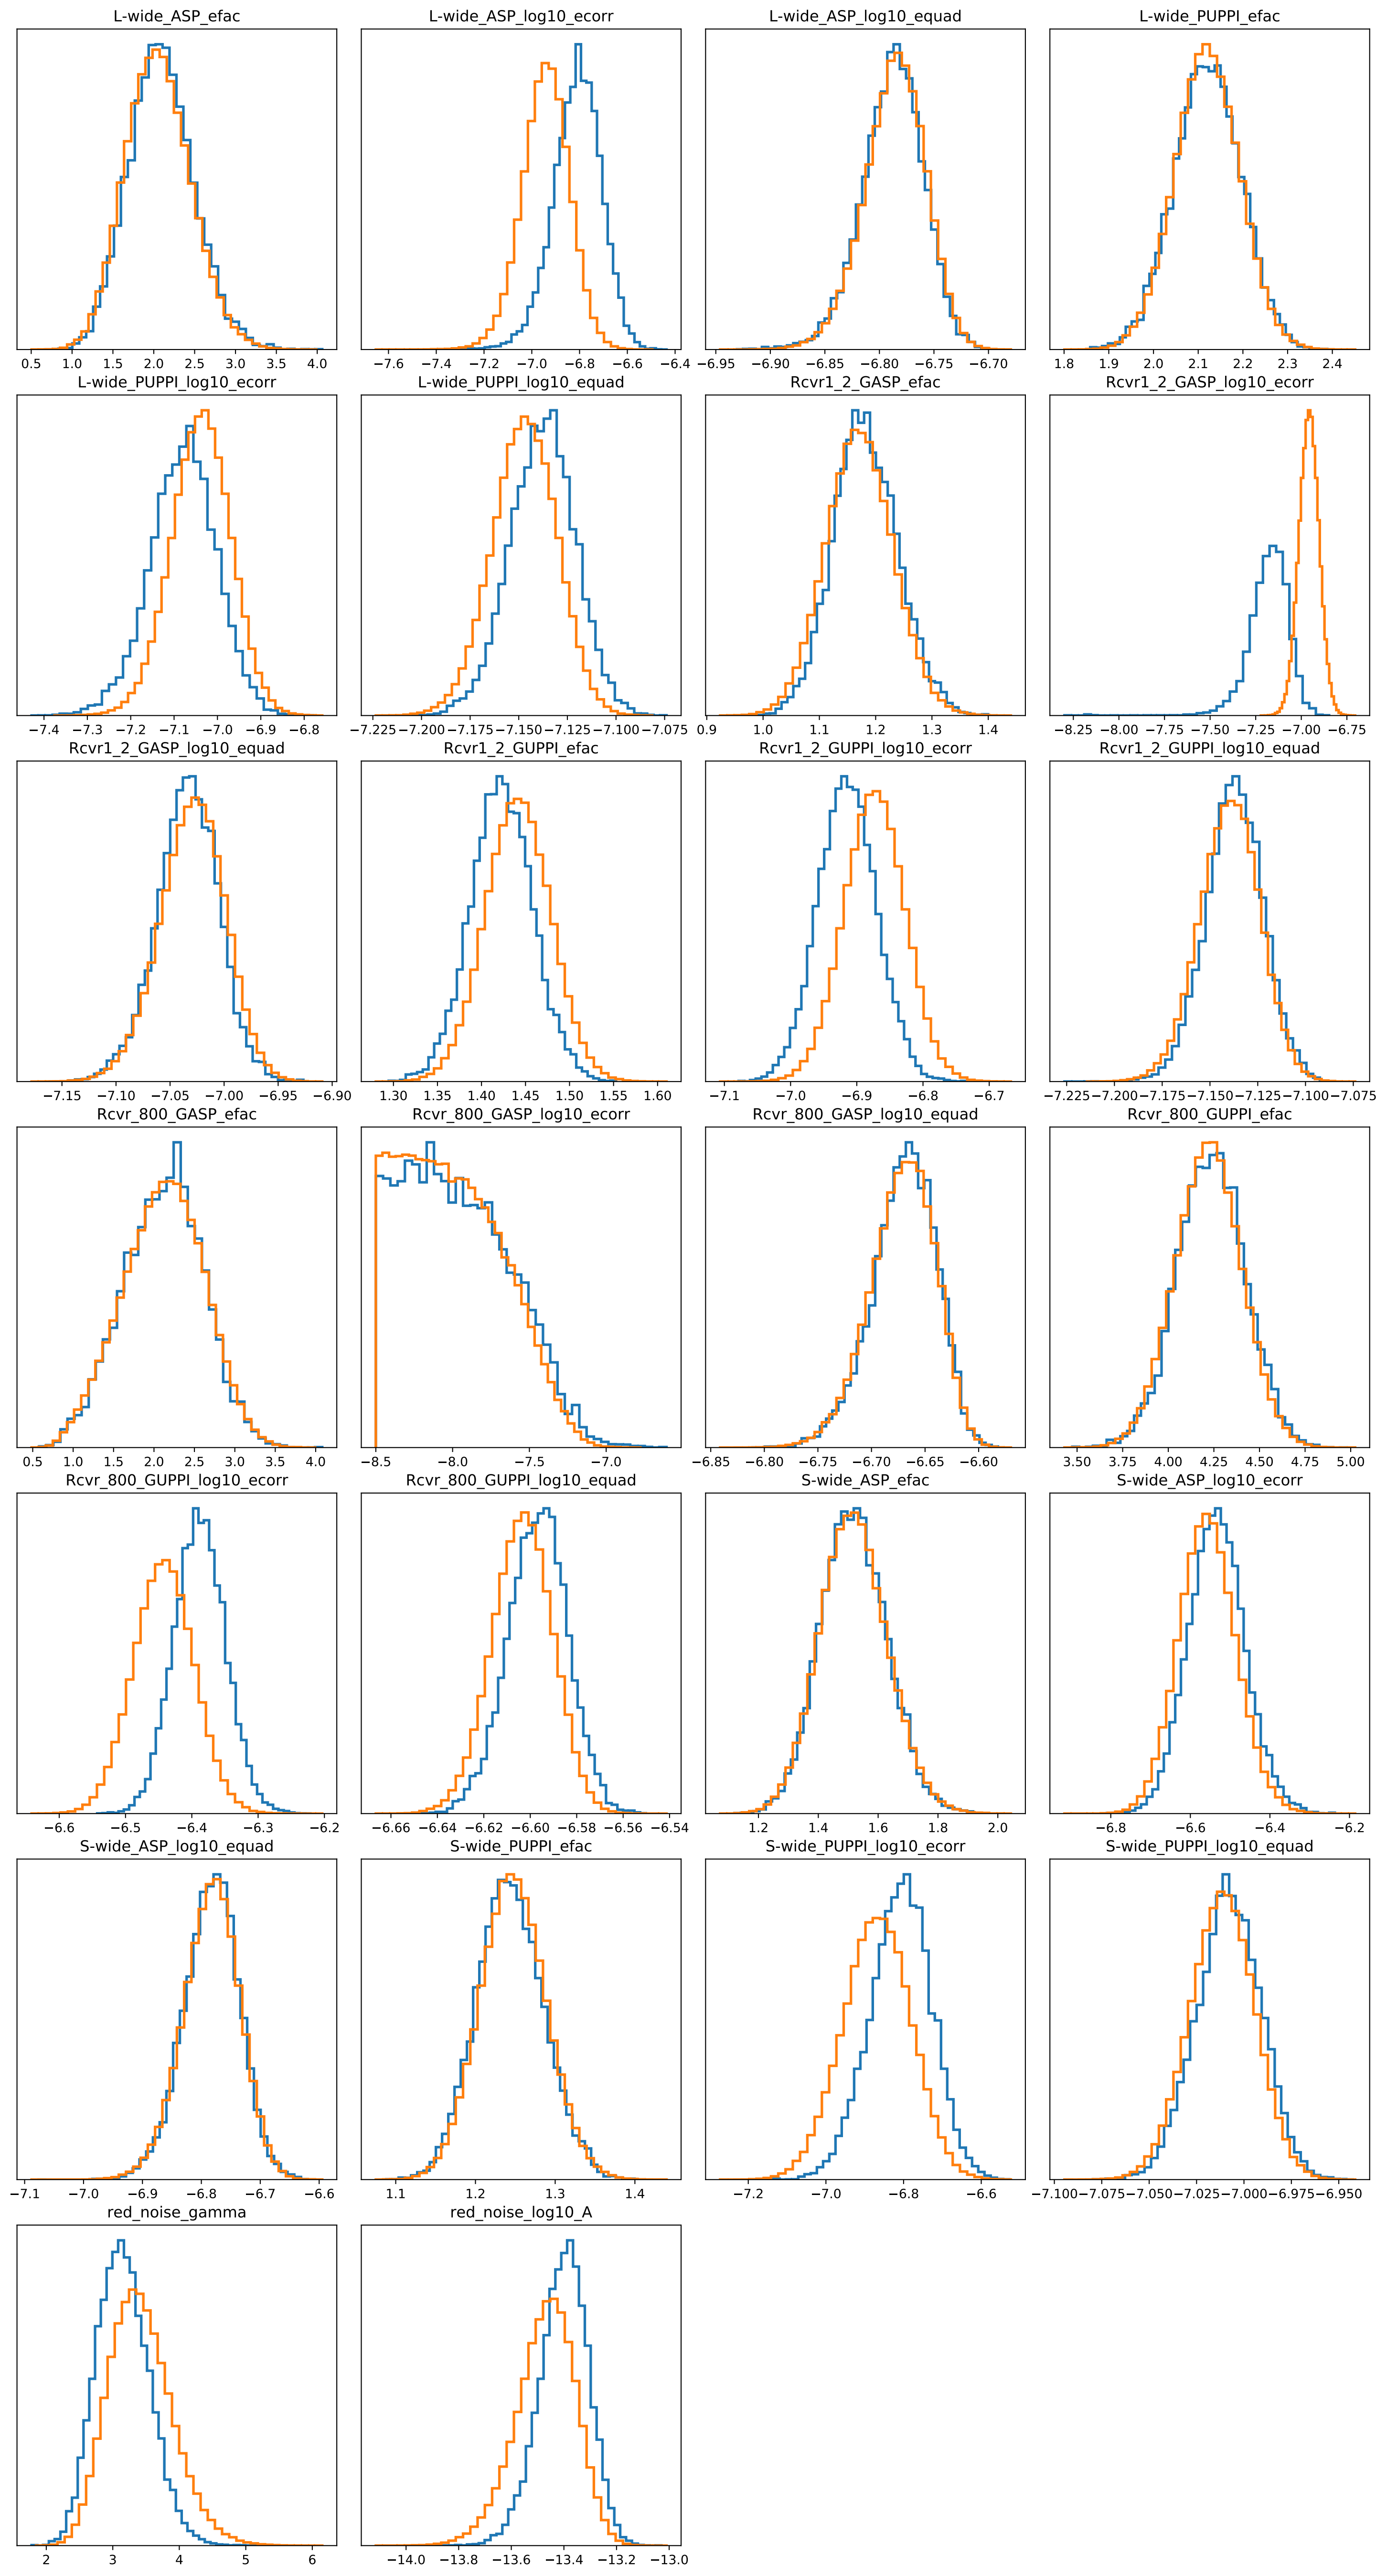 L-wide_ASP_efac L-wide_ASP_log10_ecorr L-wide_ASP_log10_equad L-wide_PUPPI_efac
0.5 1.0 1.5 2.0 2.5 3.0 3.5 4.0 −7.6 −7.4 −7.2 −7.0 −6.8 −6.6 −6.4 −6.95 −6.90 −6.85 −6.80 −6.75 −6.70 1.8 1.9 2.0 2.1 2.2 2.3 2.4
L-wide_PUPPI_log10_ecorr L-wide_PUPPI_log10_equad Rcvr1_2_GASP_efac Rcvr1_2_GASP_log10_ecorr
−7.4 −7.3 −7.2 −7.1 −7.0 −6.9 −6.8 −7.225 −7.200 −7.175 −7.150 −7.125 −7.100 −7.075 0.9 1.0 1.1 1.2 1.3 1.4 −8.25 −8.00 −7.75 −7.50 −7.25 −7.00 −6.75
Rcvr1_2_GASP_log10_equad Rcvr1_2_GUPPI_efac Rcvr1_2_GUPPI_log10_ecorr Rcvr1_2_GUPPI_log10_equad
−7.15 −7.10 −7.05 −7.00 −6.95 −6.90 1.30 1.35 1.40 1.45 1.50 1.55 1.60 −7.1 −7.0 −6.9 −6.8 −6.7 −7.225 −7.200 −7.175 −7.150 −7.125 −7.100 −7.075
Rcvr_800_GASP_efac Rcvr_800_GASP_log10_ecorr Rcvr_800_GASP_log10_equad Rcvr_800_GUPPI_efac
0.5 1.0 1.5 2.0 2.5 3.0 3.5 4.0 −8.5 −8.0 −7.5 −7.0 −6.85 −6.80 −6.75 −6.70 −6.65 −6.60 3.50 3.75 4.00 4.25 4.50 4.75 5.00
Rcvr_800_GUPPI_log10_ecorr Rcvr_800_GUPPI_log10_equad S-wide_ASP_efac S-wide_ASP_log10_ecorr
−6.6 −6.5 −6.4 −6.3 −6.2 −6.66 −6.64 −6.62 −6.60 −6.58 −6.56 −6.54 1.2 1.4 1.6 1.8 2.0 −6.8 −6.6 −6.4 −6.2
S-wide_ASP_log10_equad S-wide_PUPPI_efac S-wide_PUPPI_log10_ecorr S-wide_PUPPI_log10_equad
−7.1 −7.0 −6.9 −6.8 −6.7 −6.6 1.1 1.2 1.3 1.4 −7.2 −7.0 −6.8 −6.6 −7.100 −7.075 −7.050 −7.025 −7.000 −6.975 −6.950
red_noise_gamma red_noise_log10_A
2 3 4 5 6 −14.0 −13.8 −13.6 −13.4 −13.2 −13.0